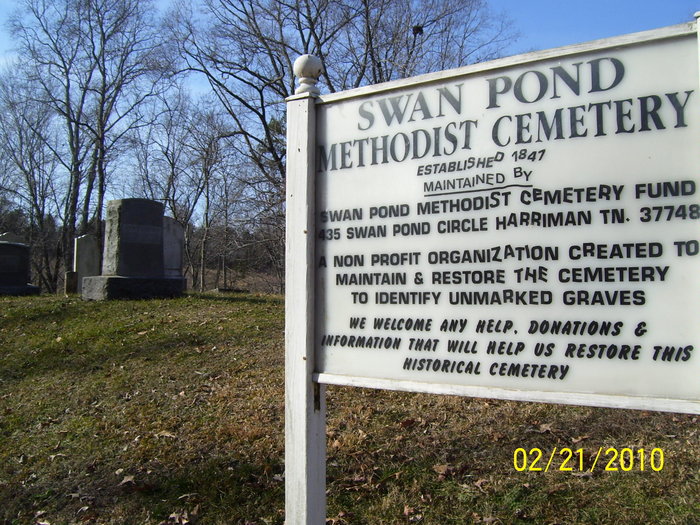 SWAN POND
METHODIST CEMETERY
ESTABLISHED 1847
MAINTAINED BY
SWAN POND METHODIST CEMETERY FUND
435 SWAN POND CIRCLE HARRIMAN TN. 37748
A NON PROFIT ORGANIZATION CREATED TO
MAINTAIN & RESTORE THE CEMETERY
TO IDENTIFY UNMARKED GRAVES
WE WELCOME ANY HELP, DONATIONS &
INFORMATION THAT WILL HELP US RESTORE THIS
HISTORICAL CEMETERY
02/21/2010